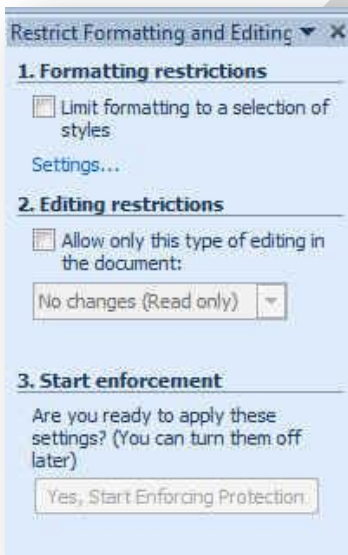 Restrict Formatting and Editing
1. Formatting restrictions
Limit formatting to a selection of
styles
Settings...
2. Editing restrictions
Allow only this type of editing in
the document:
No changes (Read only)
3. Start enforcement
Are you ready to apply these
settings? (You can turn them off
later)
Yes, Start Enforcing Protection